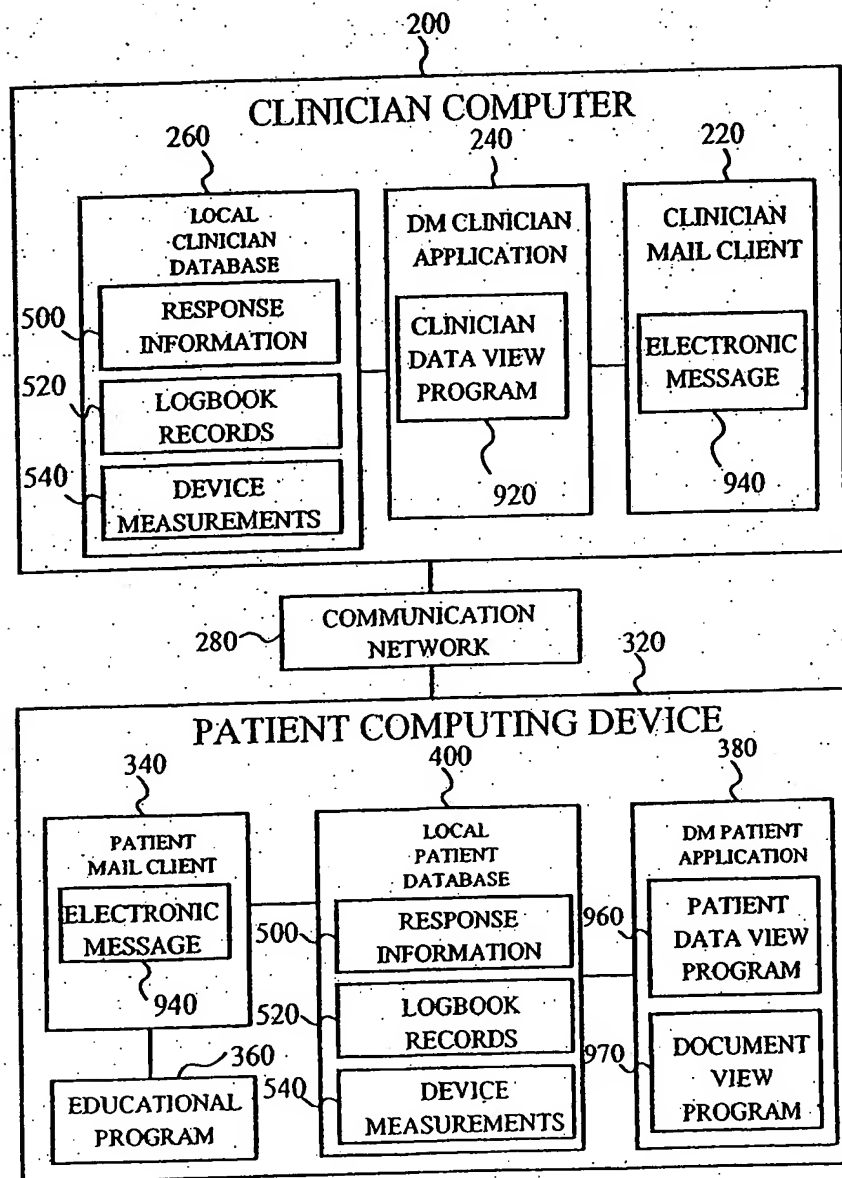 200
CLINICIAN COMPUTER
260
240
220
LOCAL
CLINICIAN
DATABASE
DM CLINICIAN
APPLICATION
CLINICIAN
MAIL CLIENT
500
RESPONSE
INFORMATION
CLINICIAN
DATA VIEW
PROGRAM
ELECTRONIC
MESSAGE
520
LOGBOOK
RECORDS
540
DEVICE
MEASUREMENTS
920
940
280
COMMUNICATION
NETWORK
320
PATIENT COMPUTING DEVICE
340
400
380
PATIENT
MAIL CLIENT
LOCAL
PATIENT
DATABASE
DM PATIENT
APPLICATION
ELECTRONIC
MESSAGE
500
RESPONSE
INFORMATION
960
PATIENT
DATA VIEW
PROGRAM
940
520
LOGBOOK
RECORDS
360
EDUCATIONAL
PROGRAM
540
DEVICE
MEASUREMENTS
970
DOCUMENT
VIEW
PROGRAM